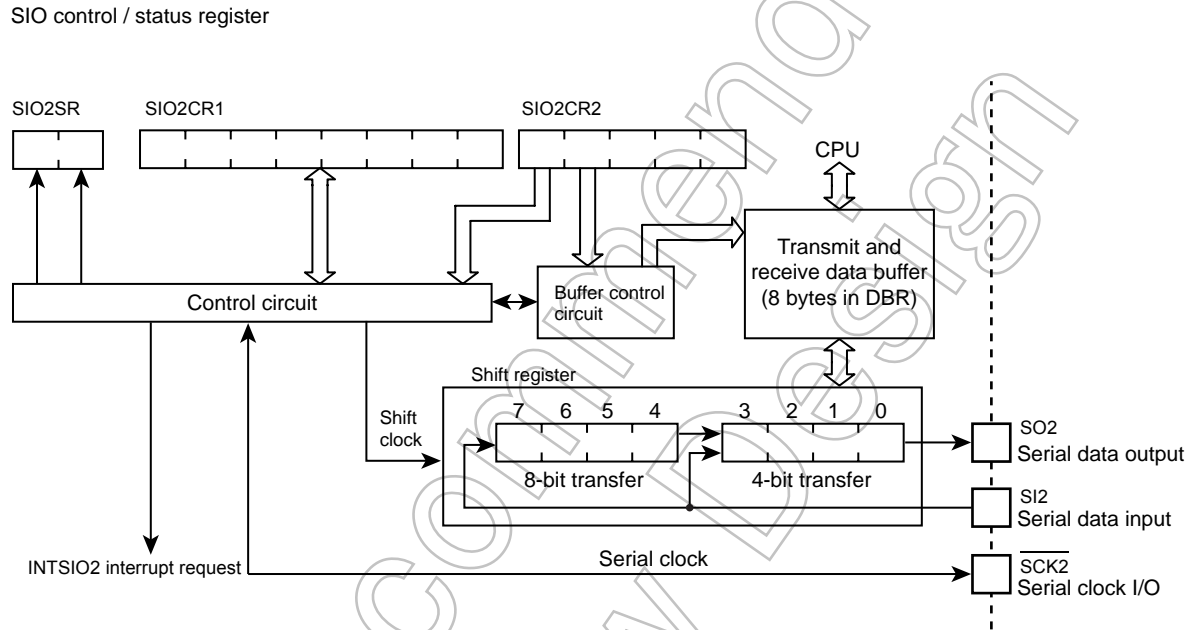 SIO control / status register
SIO2SR
SIO2CR1
SIO2CR2
CPU
Transmit and
receive data buffer
(8 bytes in DBR)
Buffer control
circuit
Control circuit
Shift register
Shift
clock
7 6 5 4 3 2 1 0
8-bit transfer
4-bit transfer
SO2
Serial data output
SI2
Serial data input
INTSIO2 interrupt request
Serial clock
SCK2
Serial clock I/O
commend
Design